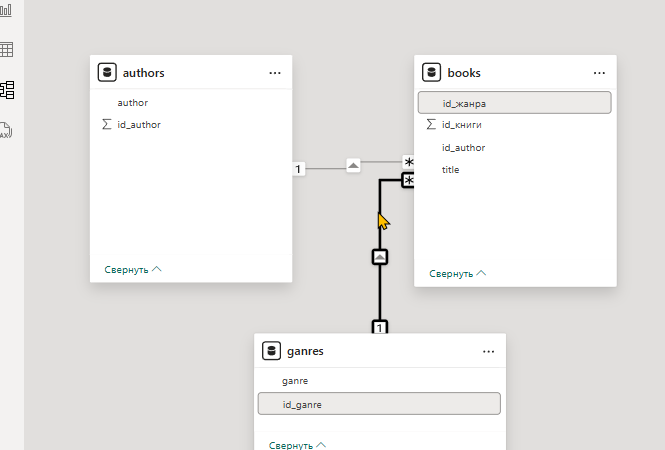 authors
...
author
id_author
Свернуть
1
*
*
1
books
...
id_жанра
id_книги
id_author
title
Свернуть
ganres
...
ganre
id_ganre
Свернуть